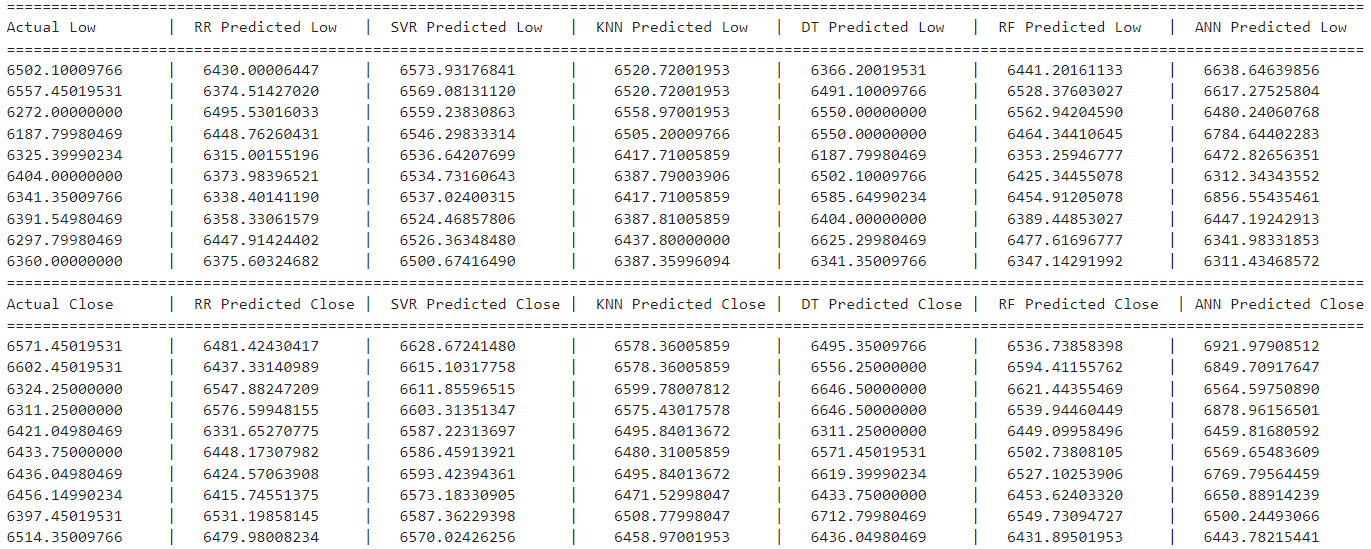 =======================================================================================================================================================
Actual Low        |  RR Predicted Low   |  SVR Predicted Low   |  KNN Predicted Low   |  DT Predicted Low   |  RF Predicted Low   |  ANN Predicted Low
=======================================================================================================================================================
6502.10009766     |   6430.00006447     |   6573.93176841      |    6520.72001953     |   6366.20019531     |   6441.20161133     |   6638.64639856
6557.45019531     |   6374.51427020     |   6569.08131120      |    6520.72001953     |   6491.10009766     |   6528.37603027     |   6617.27525804
6272.00000000     |   6495.53016033     |   6559.23830863      |    6558.97001953     |   6550.00000000     |   6562.94204590     |   6480.24060768
6187.79980469     |   6448.76260431     |   6546.29833314      |    6505.20009766     |   6550.00000000     |   6464.34410645     |   6784.64402283
6325.39990234     |   6315.00155196     |   6536.64207699      |    6417.71005859     |   6187.79980469     |   6353.25946777     |   6472.82656351
6404.00000000     |   6373.98396521     |   6534.73160643      |    6387.79003906     |   6502.10009766     |   6425.34455078     |   6312.34343552
6341.35009766     |   6338.40141190     |   6537.02400315      |    6417.71005859     |   6585.64990234     |   6454.91205078     |   6856.55435461
6391.54980469     |   6358.33061579     |   6524.46857806      |    6387.81005859     |   6404.00000000     |   6389.44853027     |   6447.19242913
6297.79980469     |   6447.91424402     |   6526.36348480      |    6437.80000000     |   6625.29980469     |   6477.61696777     |   6341.98331853
6360.00000000     |   6375.60324682     |   6500.67416490      |    6387.35996094     |   6341.35009766     |   6347.14291992     |   6311.43468572
=======================================================================================================================================================
Actual Close      |  RR Predicted Close |  SVR Predicted Close |  KNN Predicted Close |  DT Predicted Close |  RF Predicted Close  | ANN Predicted Close
=======================================================================================================================================================
6571.45019531     |   6481.42430417     |   6628.67241480      |    6578.36005859     |   6495.35009766     |   6536.73858398     |   6921.97908512
6602.45019531     |   6437.33140989     |   6615.10317758      |    6578.36005859     |   6556.25000000     |   6594.41155762     |   6849.70917647
6324.25000000     |   6547.88247209     |   6611.85596515      |    6599.78007812     |   6646.50000000     |   6621.44355469     |   6564.59750890
6311.25000000     |   6576.59948155     |   6603.31351347      |    6575.43017578     |   6646.50000000     |   6539.94460449     |   6878.96156501
6421.04980469     |   6331.65270775     |   6587.22313697      |    6495.84013672     |   6311.25000000     |   6449.09958496     |   6459.81680592
6433.75000000     |   6448.17307982     |   6586.45913921      |    6480.31005859     |   6571.45019531     |   6502.73808105     |   6569.65483609
6436.04980469     |   6424.57063908     |   6593.42394361      |    6495.84013672     |   6619.39990234     |   6527.10253906     |   6769.79564459
6456.14990234     |   6415.74551375     |   6573.18330905      |    6471.52998047     |   6433.75000000     |   6453.62403320     |   6650.88914239
6397.45019531     |   6531.19858145     |   6587.36229398      |    6508.77998047     |   6712.79980469     |   6549.73094727     |   6500.24493066
6514.35009766     |   6479.98008234     |   6570.02426256      |    6458.97001953     |   6436.04980469     |   6431.89501953     |   6443.78215441